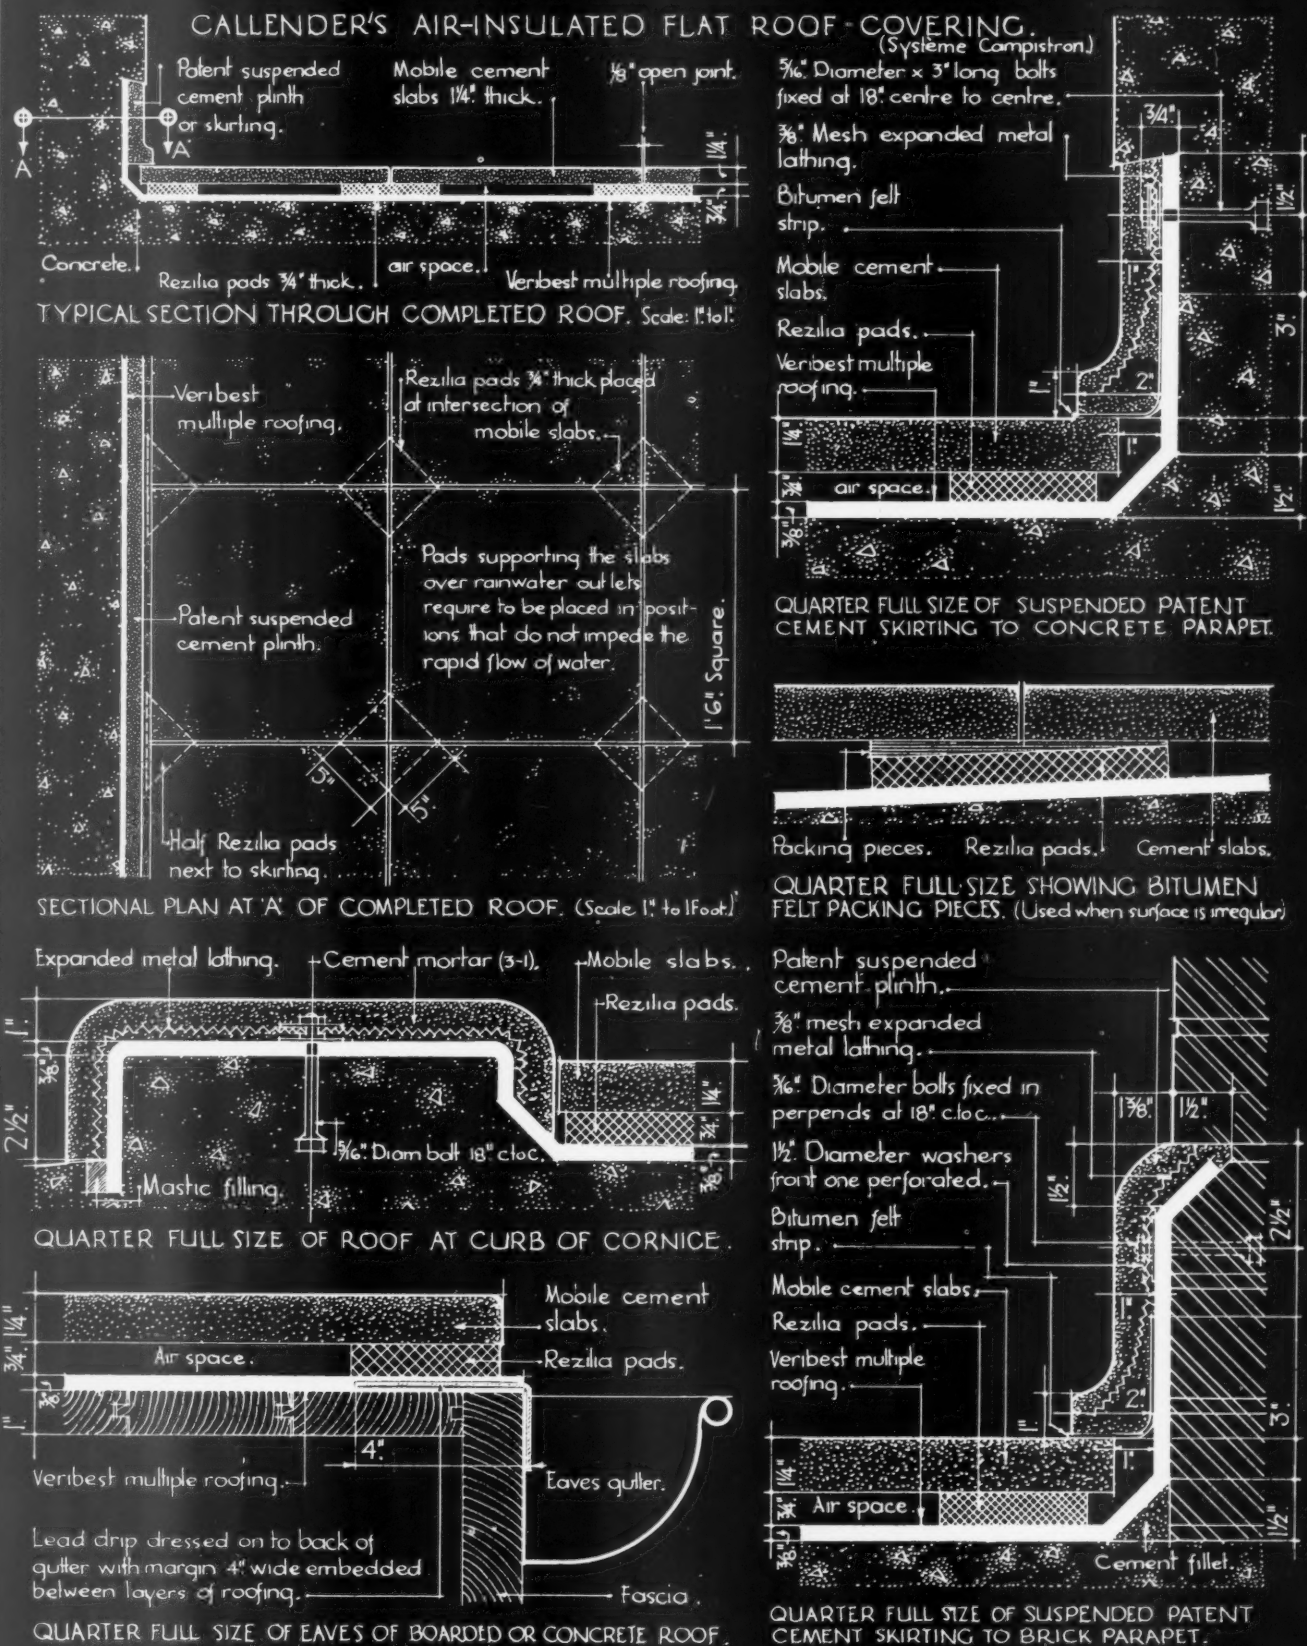 CALLENDER'S AIR-INSULATED FLAT ROOF-COVERING.
(Système Campistron.)
Patent suspended
cement plinth
or skirting.
Mobile cement
slabs 1¼" thick.
⅛" open joint.
A
A
1¼"
¾"
Concrete.
Rezilia pads ¾" thick.
air space.
Veribest multiple roofing.
TYPICAL SECTION THROUGH COMPLETED ROOF. Scale: 1" to 1'.
Veribest
multiple roofing.
Rezilia pads ¾" thick placed
at intersection of
mobile slabs.
Pads supporting the slabs
over rainwater outlets
require to be placed in posit-
ions that do not impede the
rapid flow of water.
Patent suspended
cement plinth.
1'6" Square.
5"
5"
Half Rezilia pads
next to skirting.
SECTIONAL PLAN AT 'A' OF COMPLETED ROOF. (Scale 1" to 1 Foot.)
Expanded metal lathing.
Cement mortar (3-1).
Mobile slabs.
Rezilia pads.
1"
⅜"
2½"
1¼"
¾"
⅜"
5/16" Diam bolt 18" c to c.
Mastic filling.
QUARTER FULL SIZE OF ROOF AT CURB OF CORNICE.
Mobile cement
slabs.
Rezilia pads.
Air space.
1¼"
¾"
⅜"
1"
4"
Veribest multiple roofing.
Eaves gutter.
Lead drip dressed on to back of
gutter with margin 4" wide embedded
between layers of roofing.
Fascia.
QUARTER FULL SIZE OF EAVES OF BOARDED OR CONCRETE ROOF.
5/16" Diameter x 3" long bolts
fixed at 18" centre to centre.
⅜" Mesh expanded metal
lathing.
Bitumen felt
strip.
Mobile cement
slabs.
Rezilia pads.
Veribest multiple
roofing.
air space.
¾"
1½"
1"
3"
1"
2"
1¼"
1"
¾"
⅜"
1½"
QUARTER FULL SIZE OF SUSPENDED PATENT
CEMENT SKIRTING TO CONCRETE PARAPET.
Packing pieces.
Rezilia pads.
Cement slabs.
QUARTER FULL SIZE SHOWING BITUMEN
FELT PACKING PIECES. (Used when surface is irregular)
Patent suspended
cement plinth.
⅜" mesh expanded
metal lathing.
5/16" Diameter bolts fixed in
perpends at 18" c.to c.
1½" Diameter washers
front one perforated.
Bitumen felt
strip.
Mobile cement slabs.
Rezilia pads.
Veribest multiple
roofing.
1⅜"
1½"
1½"
2½"
1"
2"
1"
3"
1¼"
1"
¾"
Air space.
⅜"
1½"
Cement fillet.
QUARTER FULL SIZE OF SUSPENDED PATENT
CEMENT SKIRTING TO BRICK PARAPET.